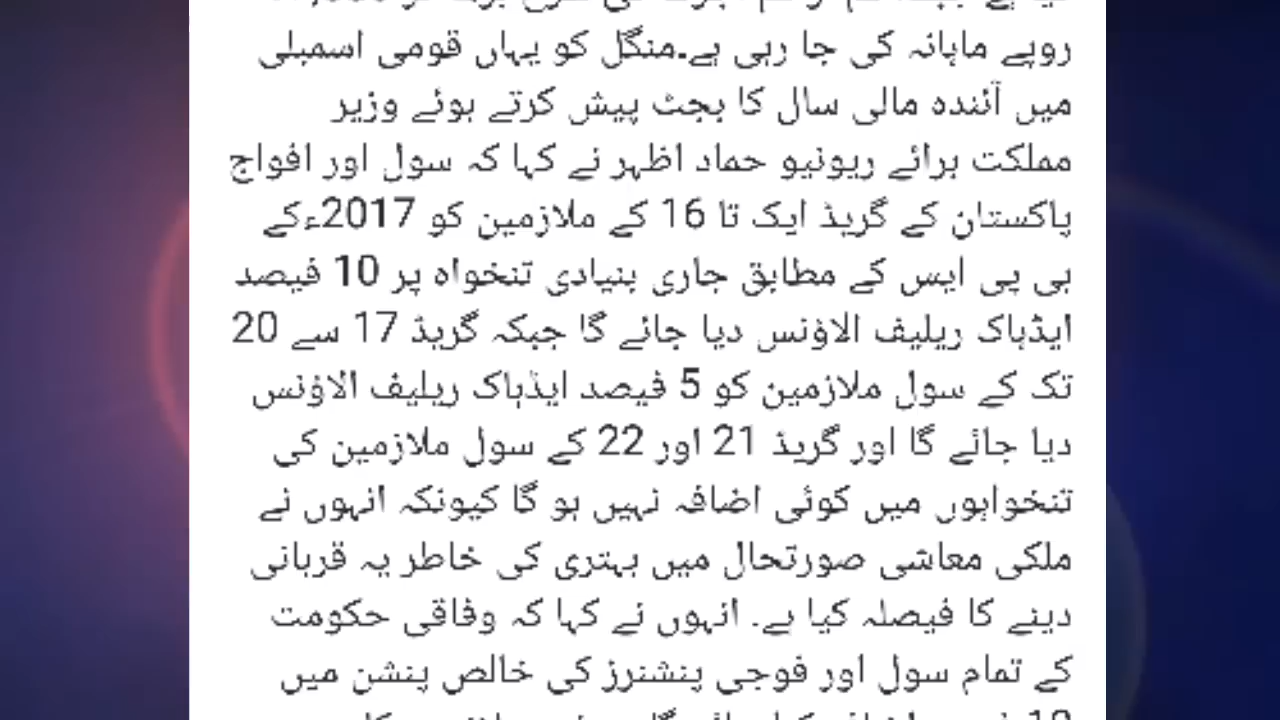 روپے ماہانہ کی جا رہی ہے۔منگل کو یہاں قومی اسمبلی
میں آئندہ مالی سال کا بجٹ پیش کرتے ہوئے وزیر
مملکت برائے ریونیو حماد اظہر نے کہا کہ سول اور افواج
پاکستان کے گریڈ ایک تا 16 کے ملازمین کو 2017ءکے
بی پی ایس کے مطابق جاری بنیادی تنخواہ پر 10 فیصد
ایڈہاک ریلیف الاؤنس دیا جائے گا جبکہ گریڈ 17 سے 20
تک کے سول ملازمین کو 5 فیصد ایڈہاک ریلیف الاؤنس
دیا جائے گا اور گریڈ 21 اور 22 کے سول ملازمین کی
تنخواہوں میں کوئی اضافہ نہیں ہو گا کیونکہ انہوں نے
ملکی معاشی صورتحال میں بہتری کی خاطر یہ قربانی
دینے کا فیصلہ کیا ہے۔ انہوں نے کہا کہ وفاقی حکومت
کے تمام سول اور فوجی پنشنرز کی خالص پنشن میں